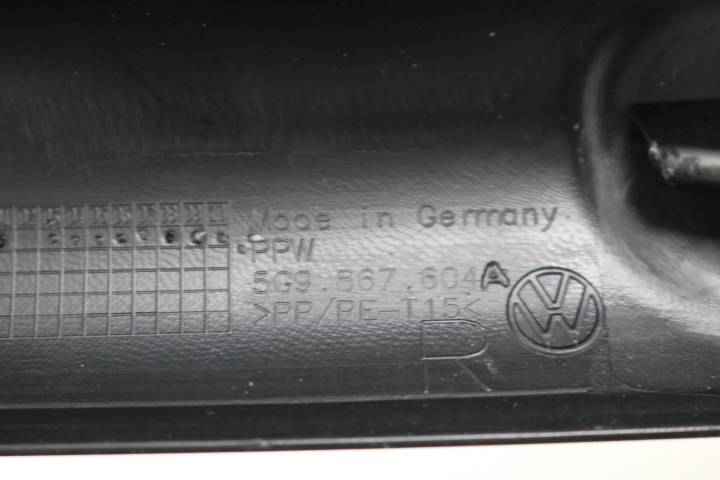 Made in Germany
PPW
5G9.867.604A
>PP/PE-T15<
R